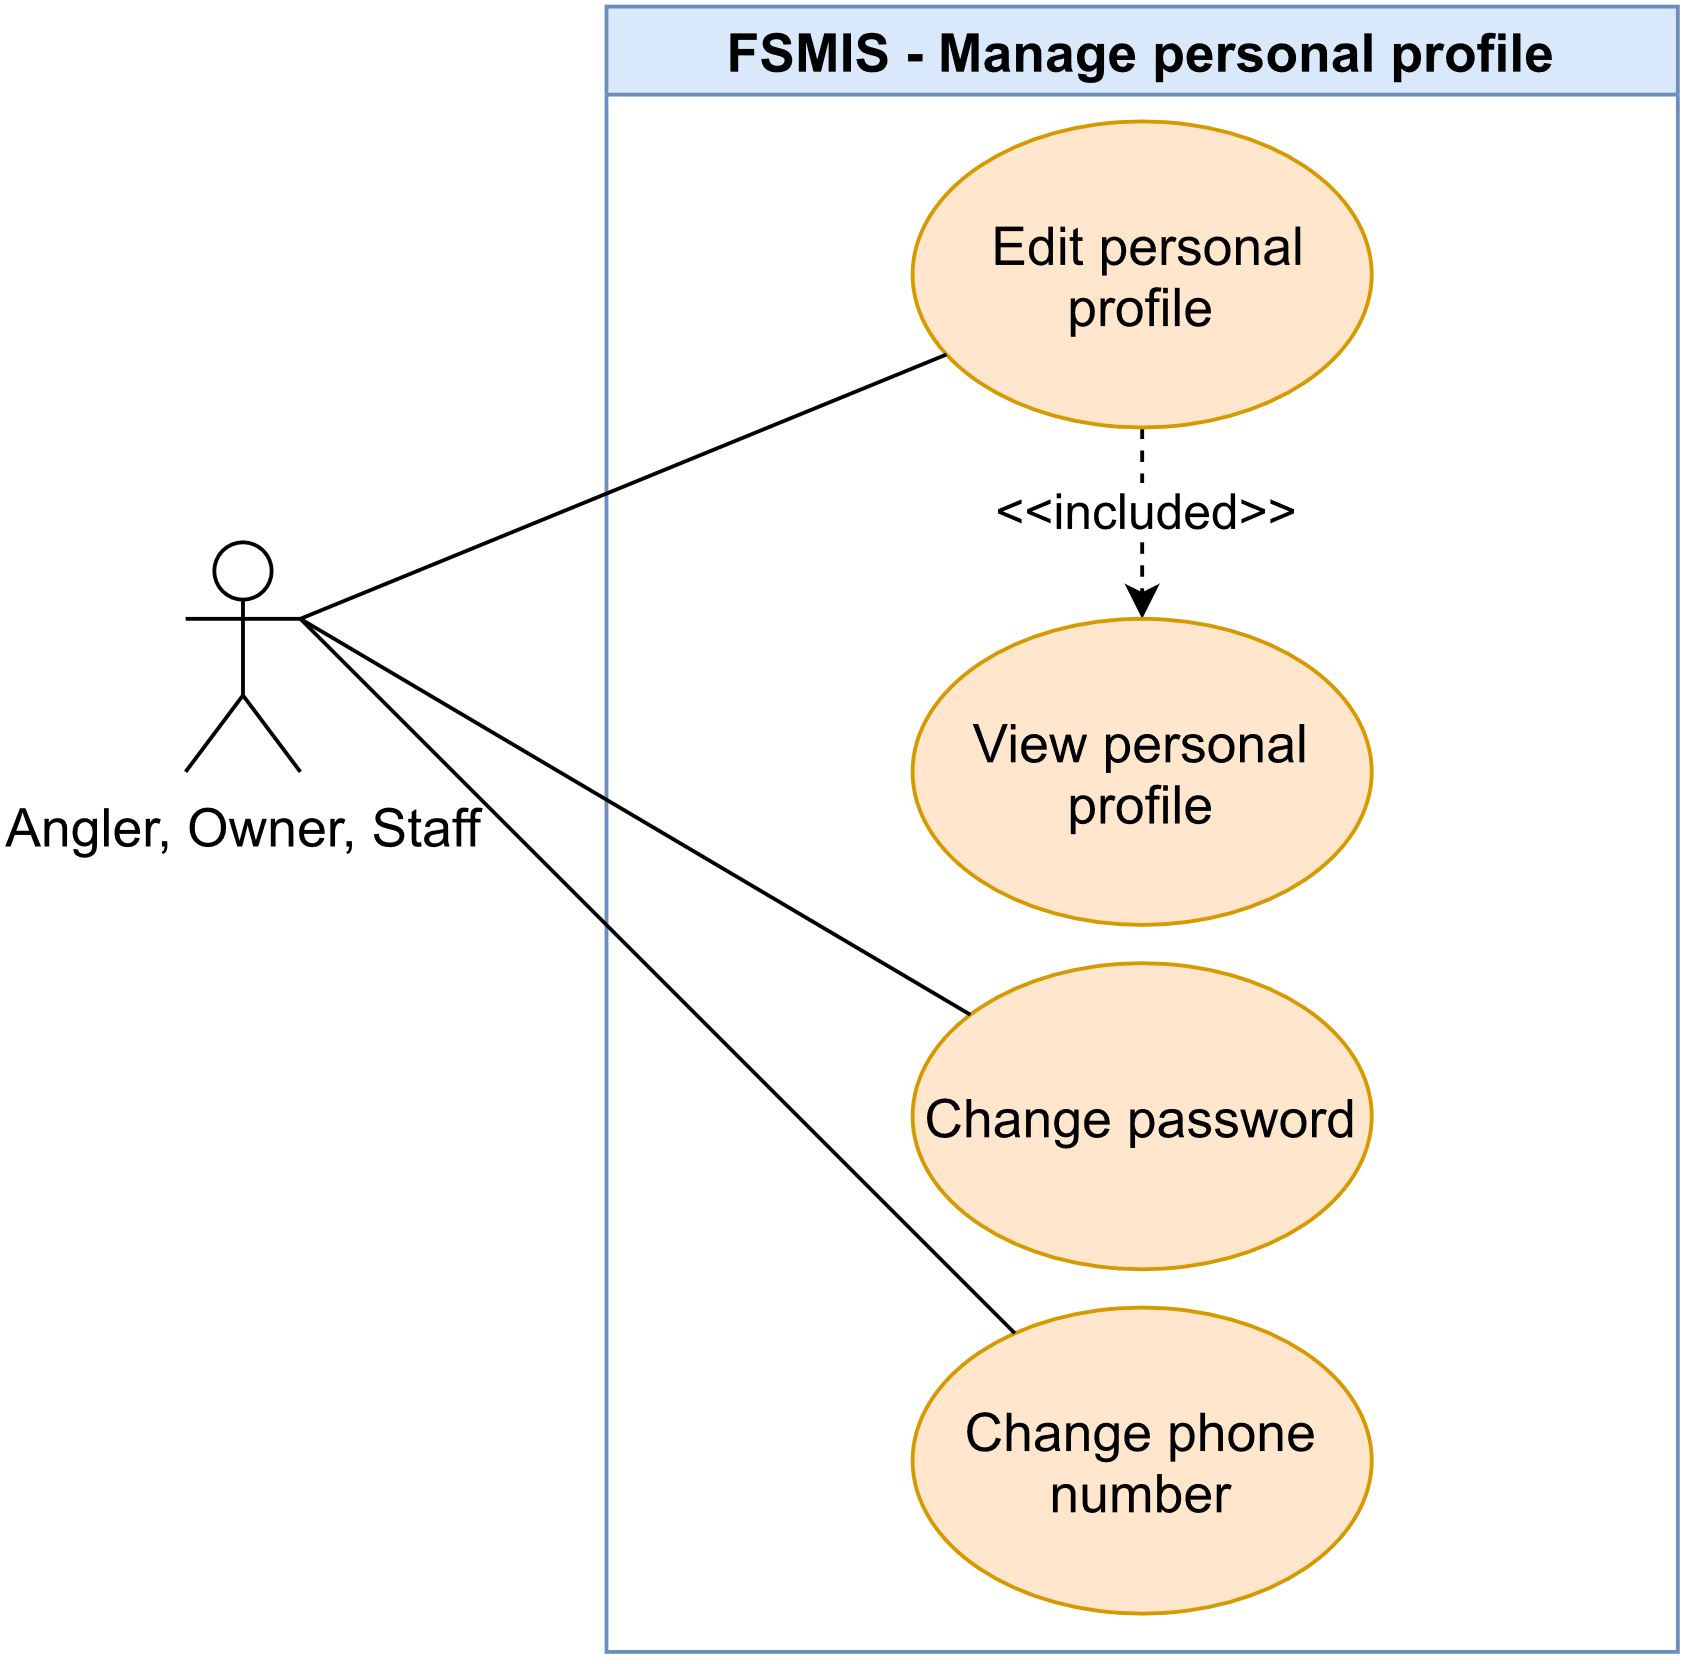 FSMIS - Manage personal profile
Edit personal
profile
<<included>>
View personal
profile
Angler, Owner, Staff
Change password
Change phone
number